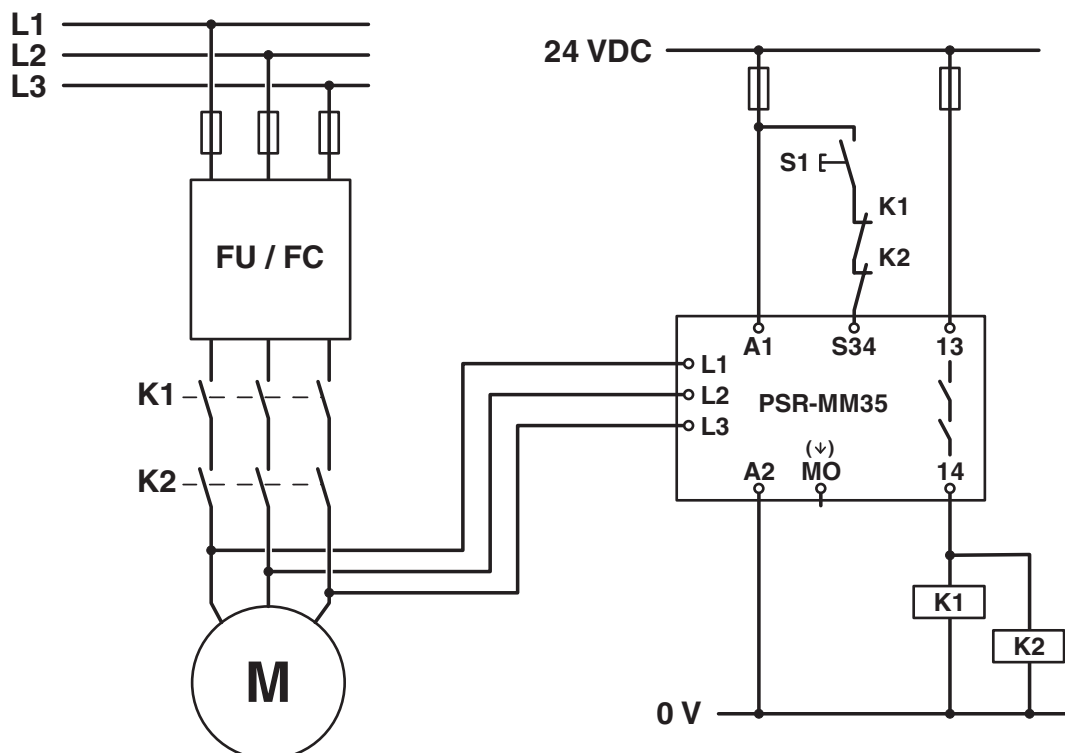 L1
L2
L3
FU / FC
K1
K2
M
24 VDC
S1
K1
K2
A1
S34
13
L1
L2
L3
PSR-MM35
A2
(↓)
MO
14
K1
K2
0 V